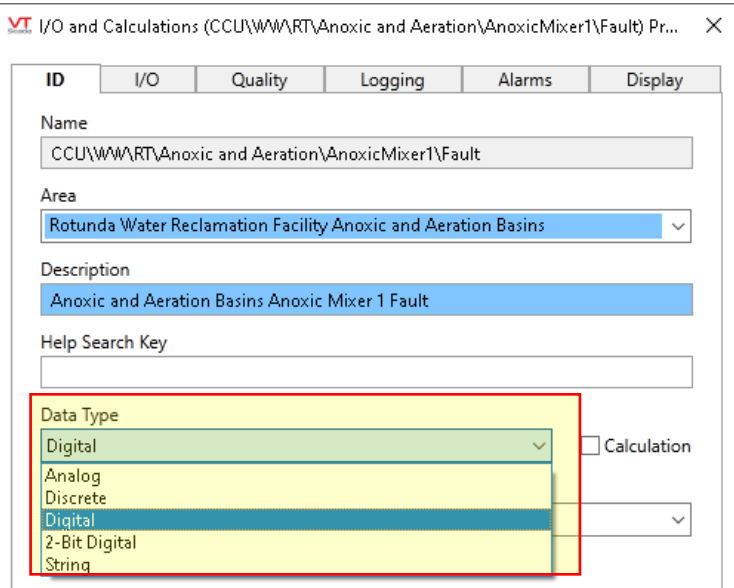 VTScada I/O and Calculations (CCU\WW\RT\Anoxic and Aeration\AnoxicMixer1\Fault) Pr...
ID I/O Quality Logging Alarms Display
Name
CCU\WW\RT\Anoxic and Aeration\AnoxicMixer1\Fault
Area
Rotunda Water Reclamation Facility Anoxic and Aeration Basins
Description
Anoxic and Aeration Basins Anoxic Mixer 1 Fault
Help Search Key
Data Type
Digital Calculation
Analog
Discrete
Digital
2-Bit Digital
String